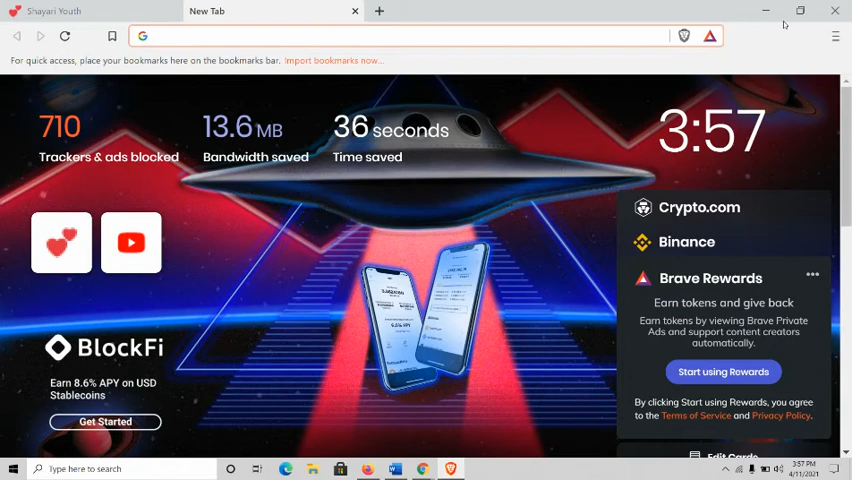 Shayari Youth
New Tab
For quick access, place your bookmarks here on the bookmarks bar. Import bookmarks now...
710
Trackers & ads blocked
13.6 MB
Bandwidth saved
36 seconds
Time saved
3:57
Crypto.com
Binance
Brave Rewards
Earn tokens and give back
Earn tokens by viewing Brave Private
Ads and support content creators
automatically.
Start using Rewards
By clicking Start using Rewards, you agree
to the Terms of Service and Privacy Policy.
Edit Cards
BlockFi
Earn 8.6% APY on USD
Stablecoins
Get Started
Type here to search
3:57 PM
4/11/2021